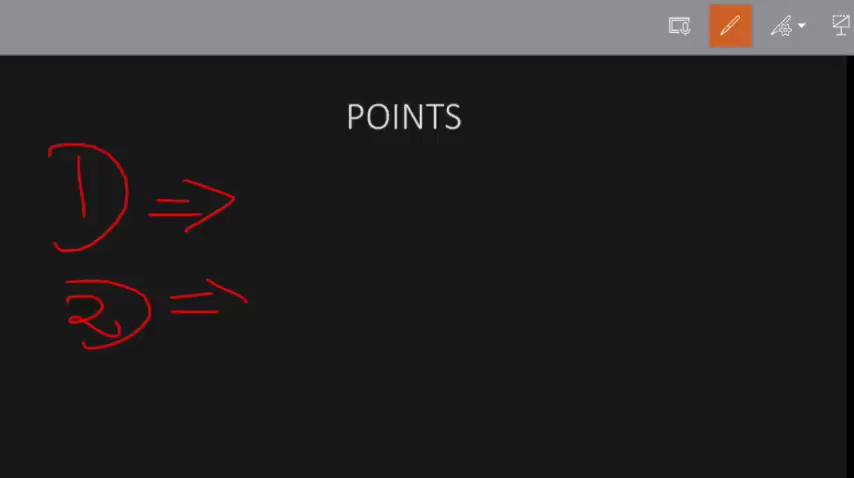 POINTS
1) ⇒
2) ⇒